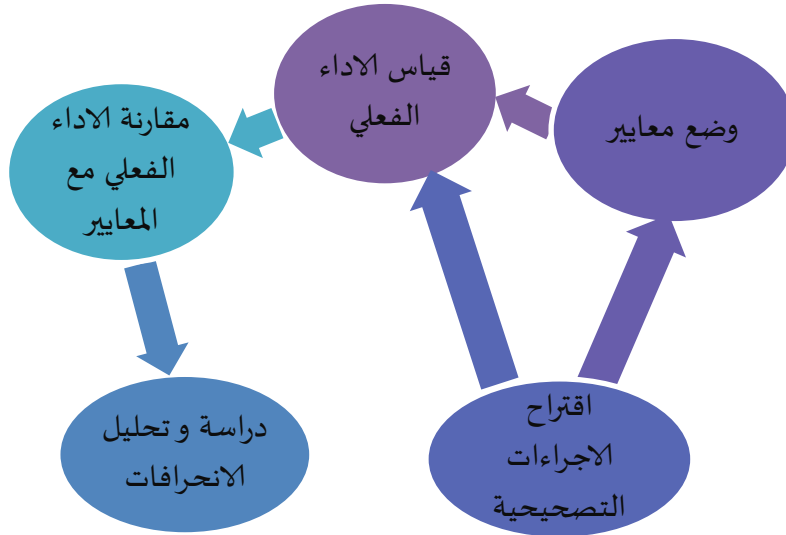 وضع معايير
قياس الاداء
الفعلي
مقارنة الاداء
الفعلي مع
المعايير
دراسة و تحليل
الانحرافات
اقتراح
الاجراءات
التصحيحية